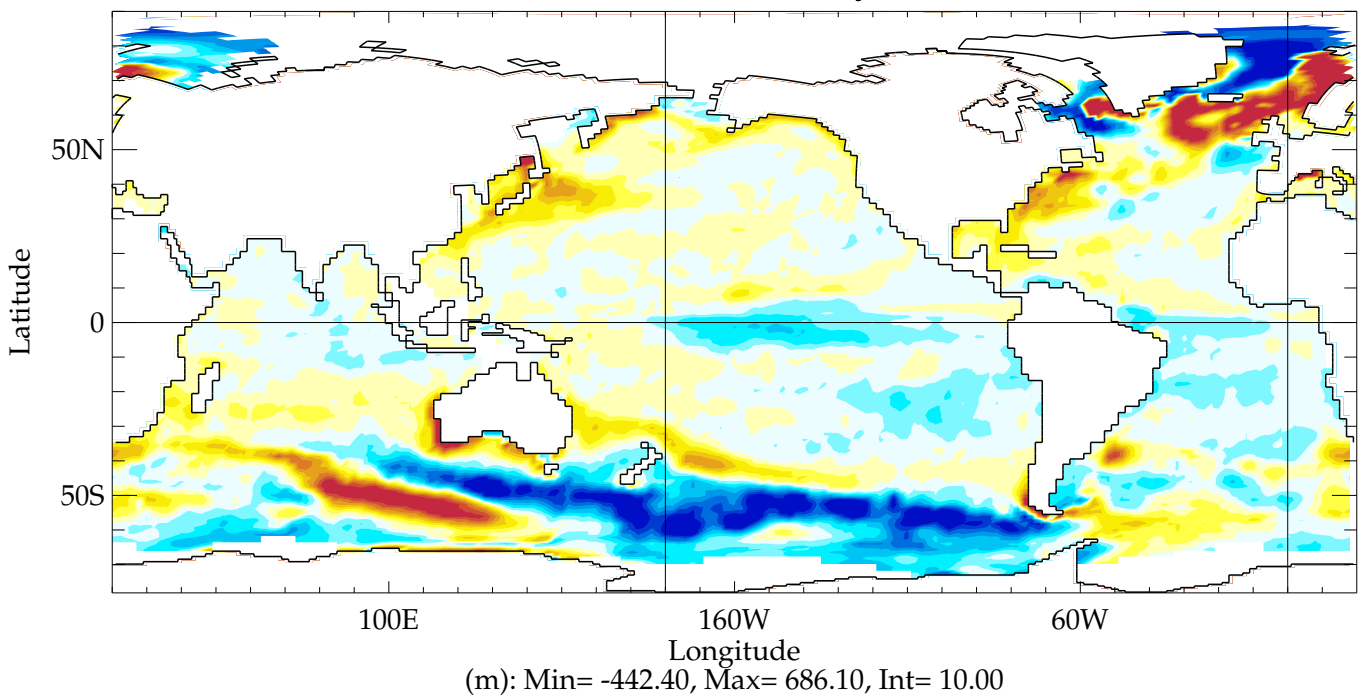 50N
0
50S
Latitude
100E 160W 60W
Longitude
(m): Min= -442.40, Max= 686.10, Int= 10.00